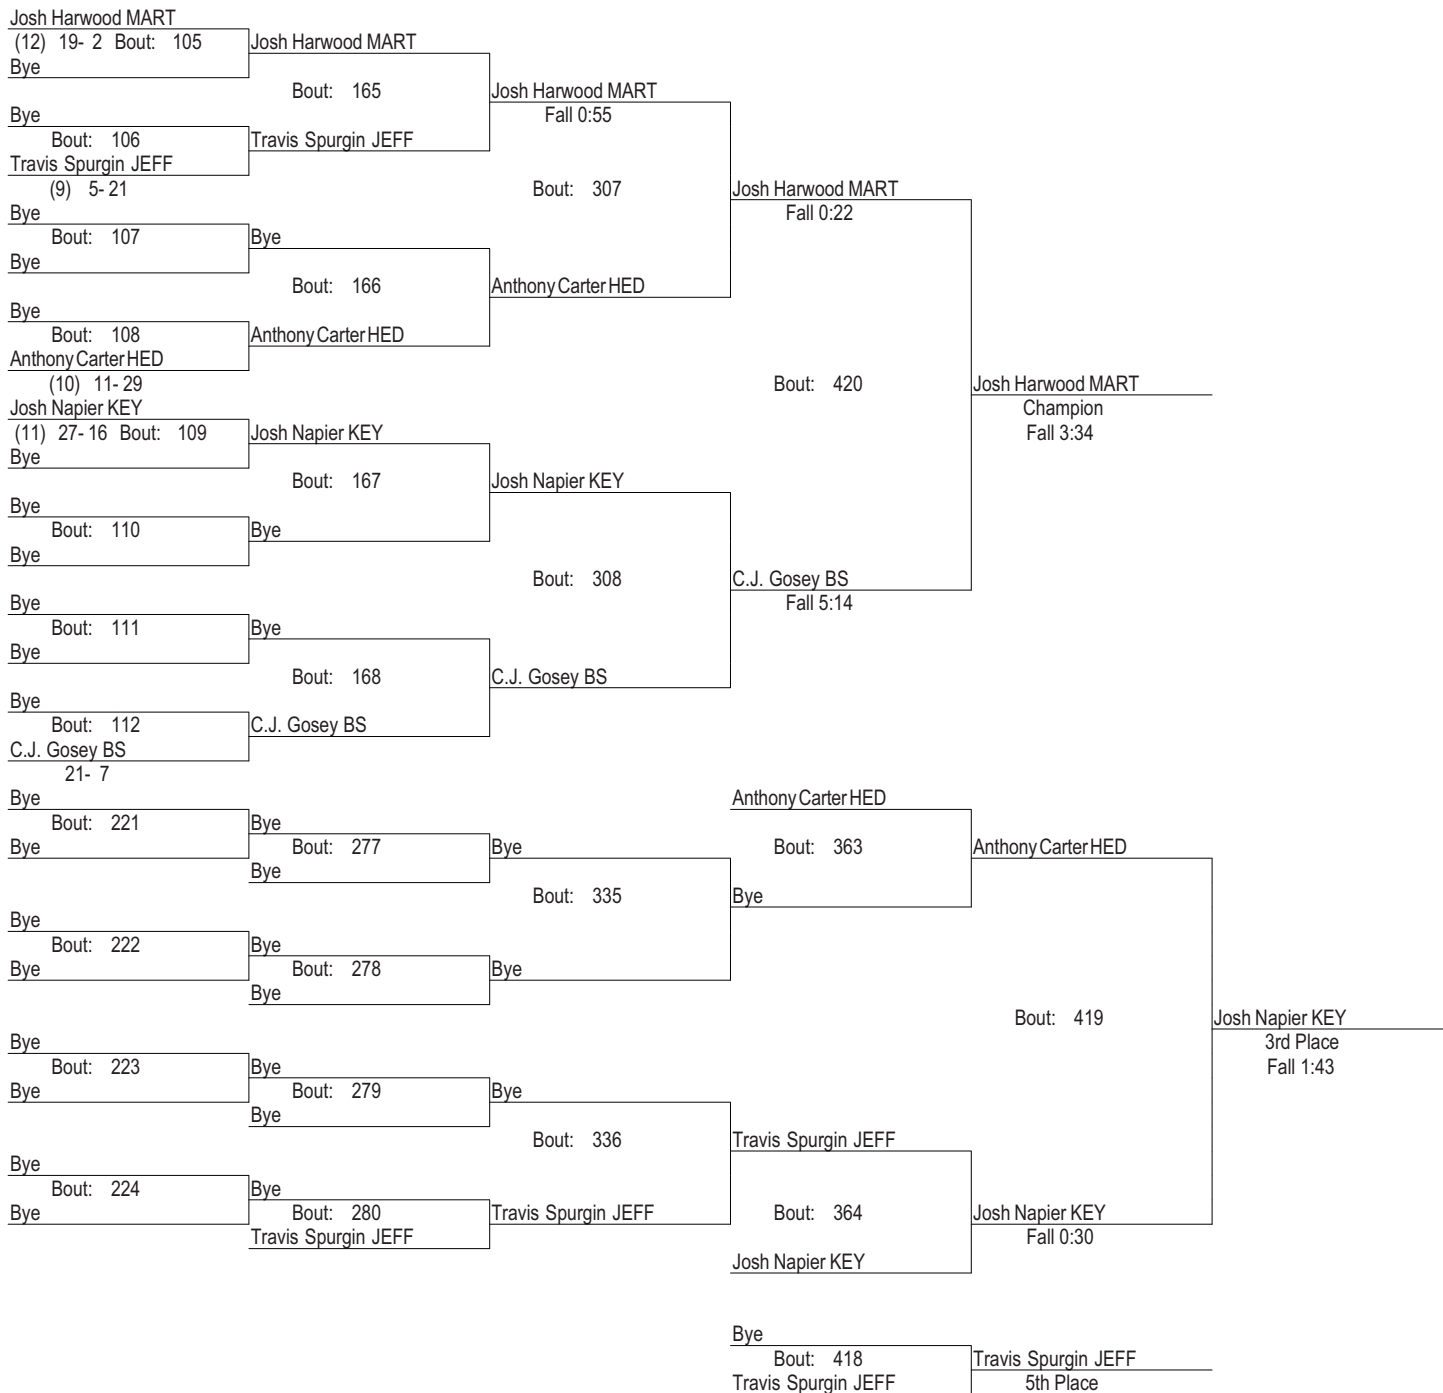 Josh Harwood MART
(12) 19- 2 Bout: 105 Josh Harwood MART
Bye
Bout: 165 Josh Harwood MART
Bye Fall 0:55
Bout: 106 Travis Spurgin JEFF
Travis Spurgin JEFF
(9) 5- 21 Bout: 307 Josh Harwood MART
Bye Fall 0:22
Bout: 107 Bye
Bye
Bout: 166 Anthony Carter HED
Bye
Bout: 108 Anthony Carter HED
Anthony Carter HED
(10) 11- 29 Bout: 420 Josh Harwood MART
Josh Napier KEY Champion
(11) 27- 16 Bout: 109 Josh Napier KEY Fall 3:34
Bye
Bout: 167 Josh Napier KEY
Bye
Bout: 110 Bye
Bye
Bout: 308 C.J. Gosey BS
Bye Fall 5:14
Bout: 111 Bye
Bye
Bout: 168 C.J. Gosey BS
Bye
Bout: 112 C.J. Gosey BS
C.J. Gosey BS
21- 7
Bye Anthony Carter HED
Bout: 221 Bye
Bye Bout: 277 Bye Bout: 363 Anthony Carter HED
Bye
Bout: 335 Bye
Bye
Bout: 222 Bye
Bye Bout: 278 Bye
Bye
Bout: 419 Josh Napier KEY
Bye 3rd Place
Bout: 223 Bye Fall 1:43
Bye Bout: 279 Bye
Bye
Bout: 336 Travis Spurgin JEFF
Bye
Bout: 224 Bye
Bye Bout: 280 Travis Spurgin JEFF Bout: 364 Josh Napier KEY
Travis Spurgin JEFF Fall 0:30
Josh Napier KEY
Bye
Bout: 418 Travis Spurgin JEFF
Travis Spurgin JEFF 5th Place